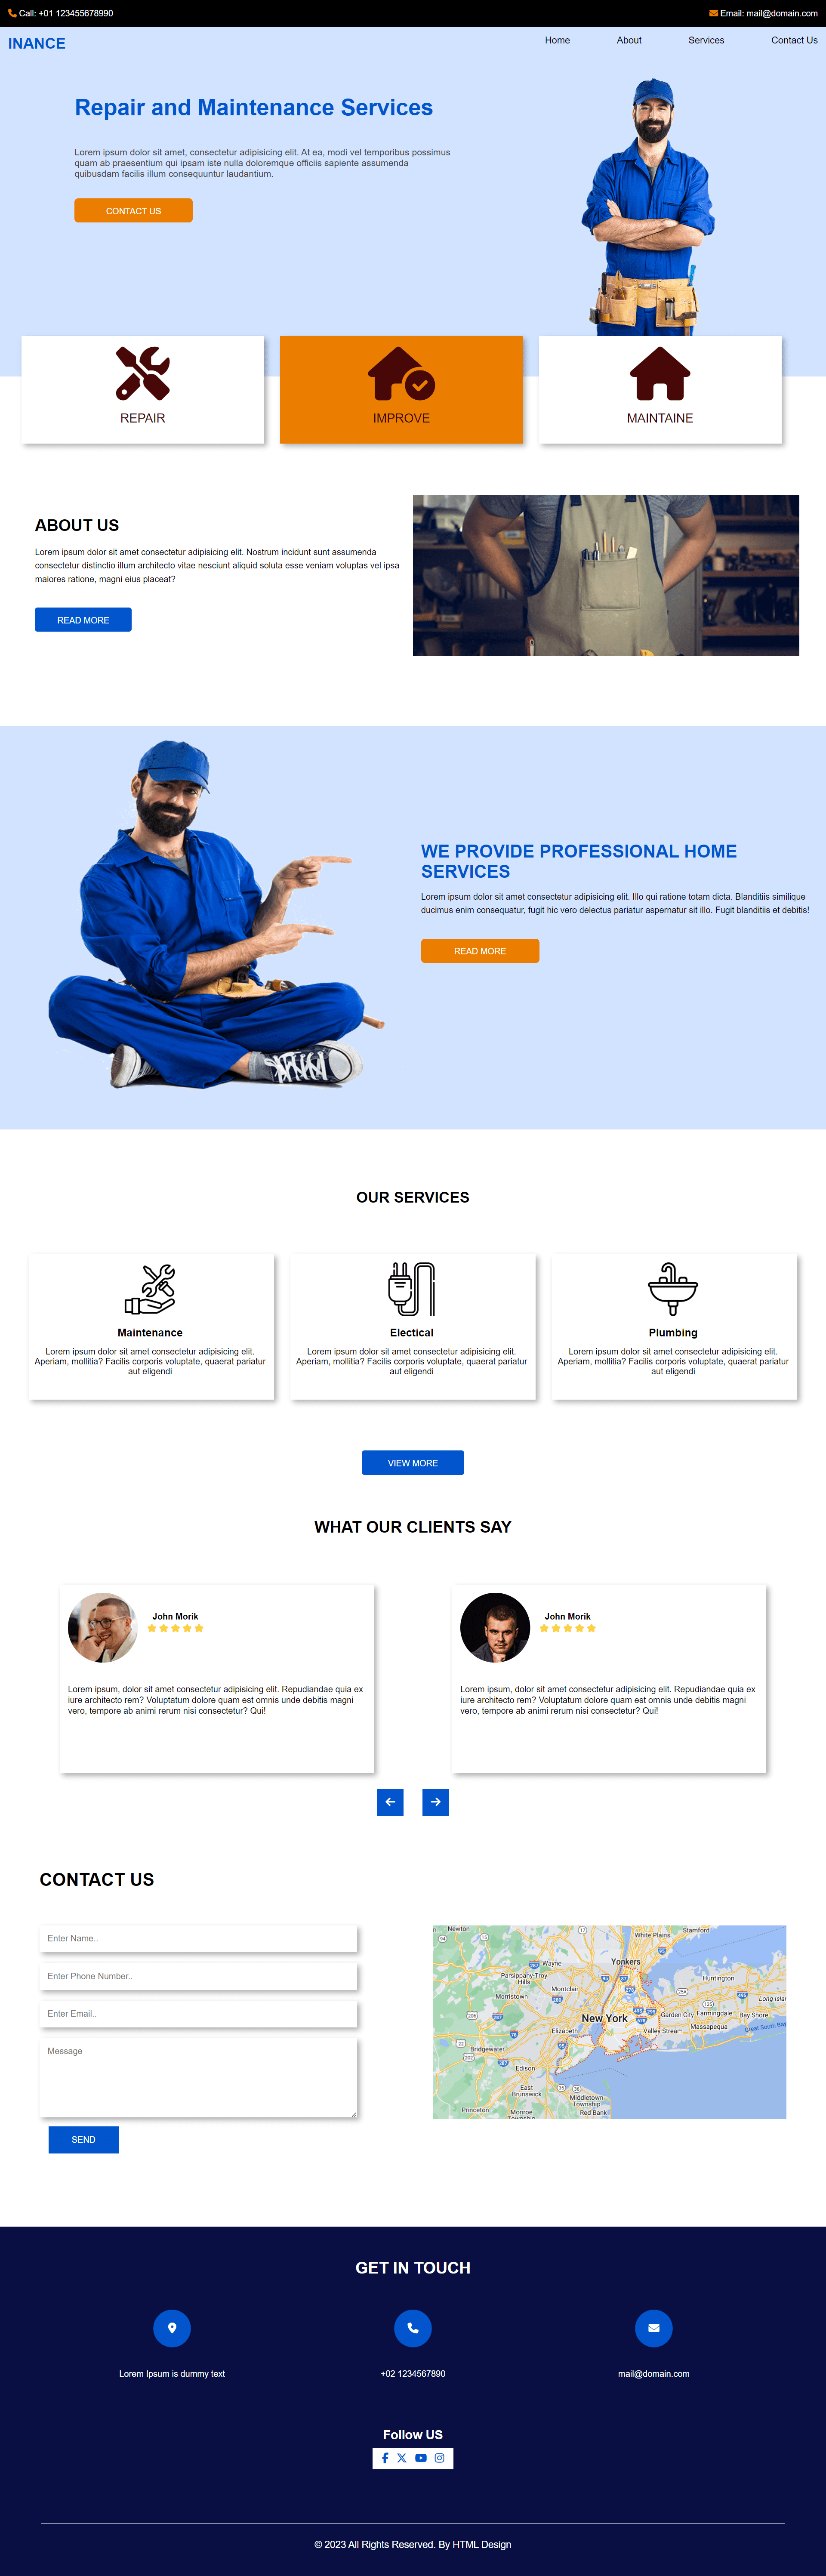 Call: +01 123455678990
Email: mail@domain.com
INANCE
Home
About
Services
Contact Us
Repair and Maintenance Services
Lorem ipsum dolor sit amet, consectetur adipisicing elit. At ea, modi vel temporibus possimus
quam ab praesentium qui ipsam iste nulla doloremque officiis sapiente assumenda
quibusdam facilis illum consequuntur laudantium.
CONTACT US
REPAIR
IMPROVE
MAINTAINE
ABOUT US
Lorem ipsum dolor sit amet consectetur adipisicing elit. Nostrum incidunt sunt assumenda
consectetur distinctio illum architecto vitae nesciunt aliquid soluta esse veniam voluptas vel ipsa
maiores ratione, magni eius placeat?
READ MORE
WE PROVIDE PROFESSIONAL HOME
SERVICES
Lorem ipsum dolor sit amet consectetur adipisicing elit. Illo qui ratione totam dicta. Blanditiis similique
ducimus enim consequatur, fugit hic vero delectus pariatur aspernatur sit illo. Fugit blanditiis et debitis!
READ MORE
OUR SERVICES
Maintenance
Lorem ipsum dolor sit amet consectetur adipisicing elit.
Aperiam, mollitia? Facilis corporis voluptate, quaerat pariatur
aut eligendi
Electical
Lorem ipsum dolor sit amet consectetur adipisicing elit.
Aperiam, mollitia? Facilis corporis voluptate, quaerat pariatur
aut eligendi
Plumbing
Lorem ipsum dolor sit amet consectetur adipisicing elit.
Aperiam, mollitia? Facilis corporis voluptate, quaerat pariatur
aut eligendi
VIEW MORE
WHAT OUR CLIENTS SAY
John Morik
Lorem ipsum, dolor sit amet consectetur adipisicing elit. Repudiandae quia ex
iure architecto rem? Voluptatum dolore quam est omnis unde debitis magni
vero, tempore ab animi rerum nisi consectetur? Qui!
John Morik
Lorem ipsum, dolor sit amet consectetur adipisicing elit. Repudiandae quia ex
iure architecto rem? Voluptatum dolore quam est omnis unde debitis magni
vero, tempore ab animi rerum nisi consectetur? Qui!
CONTACT US
Enter Name..
Enter Phone Number..
Enter Email..
Message
SEND
Newton
Stamford
White Plains
Yonkers
Wayne
Parsippany-Troy
Hills
Huntington
Montclair
Morristown
Long Islar
New York
Garden City
Farmingdale
Bay Shore
Elizabeth
Valley Stream
Massapequa
Great South Bay
Bridgewater
Edison
East
Brunswick
Middletown
Red Bank
Princeton
Monroe
Township
GET IN TOUCH
Lorem Ipsum is dummy text
+02 1234567890
mail@domain.com
Follow US
© 2023 All Rights Reserved. By HTML Design